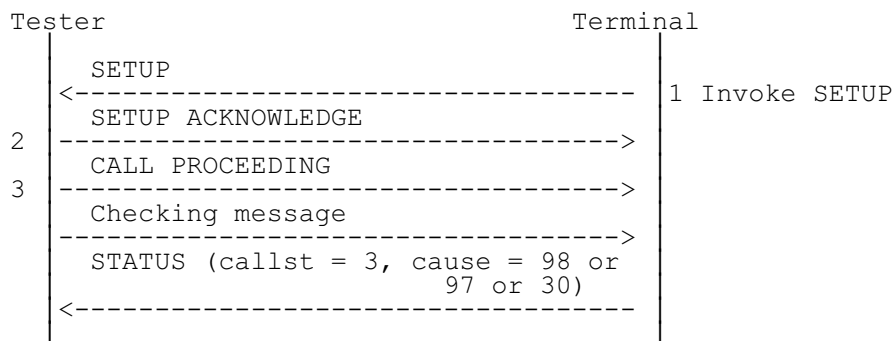 Tester Terminal
SETUP
1 Invoke SETUP
SETUP ACKNOWLEDGE
2
CALL PROCEEDING
3
Checking message
STATUS (callst = 3, cause = 98 or
97 or 30)